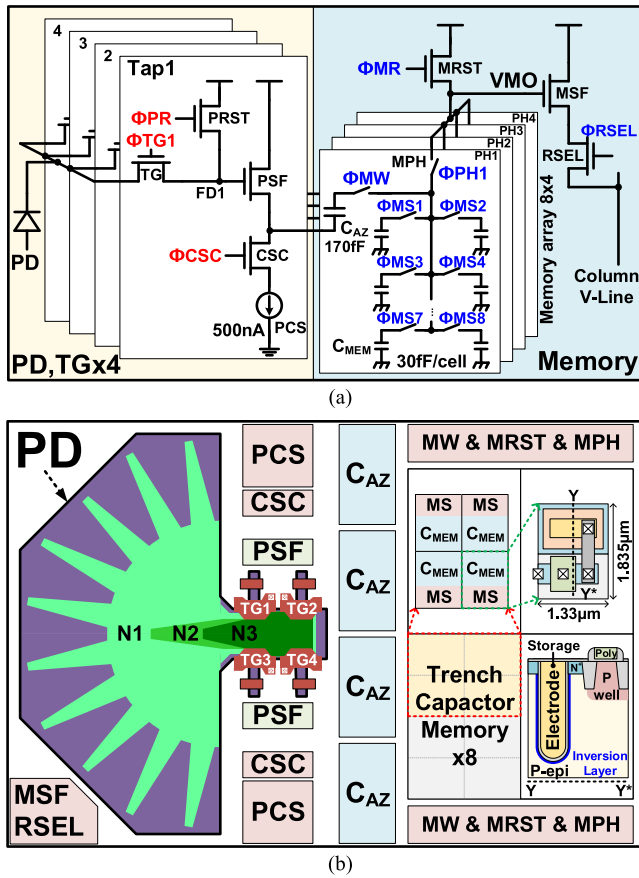 4
3
2
Tap1
ΦPR
PRST
ΦTG1
TG
FD1
PSF
ΦCSC
CSC
500nA
PCS
PD
PD,TGx4
ΦMR
MRST
VMO
MSF
ΦRSEL
RSEL
PH4
PH3
PH2
PH1
MPH
ΦPH1
ΦMW
CAZ
170fF
ΦMS1
ΦMS2
ΦMS3
ΦMS4
ΦMS7
ΦMS8
CMEM
30fF/cell
Memory array 8x4
Column
V-Line
Memory
(a)
PD
PCS
CSC
PSF
TG1
TG2
N1
N2
N3
TG3
TG4
PSF
CSC
PCS
MSF
RSEL
CAZ
CAZ
CAZ
CAZ
MW & MRST & MPH
MS
MS
CMEM
CMEM
CMEM
CMEM
MS
MS
Y
Y*
1.835μm
1.33μm
Trench
Capactor
Memory
x8
Storage
Poly
N+
P
well
Electrode
P-epi
Inversion
Layer
Y
Y*
MW & MRST & MPH
(b)